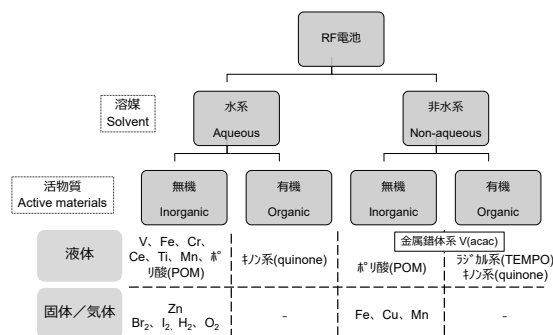 RF電池
溶媒
Solvent
水系
Aqueous
非水系
Non-aqueous
活物質
Active materials
無機
Inorganic
有機
Organic
無機
Inorganic
有機
Organic
液体
V、Fe、Cr、
Ce、Ti、Mn、ﾎﾟ
ﾘ酸(POM)
ｷﾉﾝ系(quinone)
金属錯体系 V(acac)
ﾎﾟﾘ酸(POM)
ﾗｼﾞｶﾙ系(TEMPO)
ｷﾉﾝ系(quinone)
固体／気体
Zn
Br₂、I₂、H₂、O₂
-
Fe、Cu、Mn
-